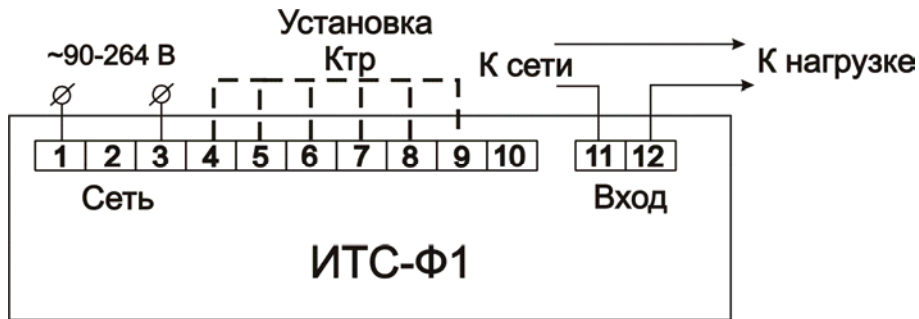 Установка
Ктр
~90-264 В
К сети
К нагрузке
1 2 3 4 5 6 7 8 9 10 11 12
Сеть
Вход
ИТС-Ф1